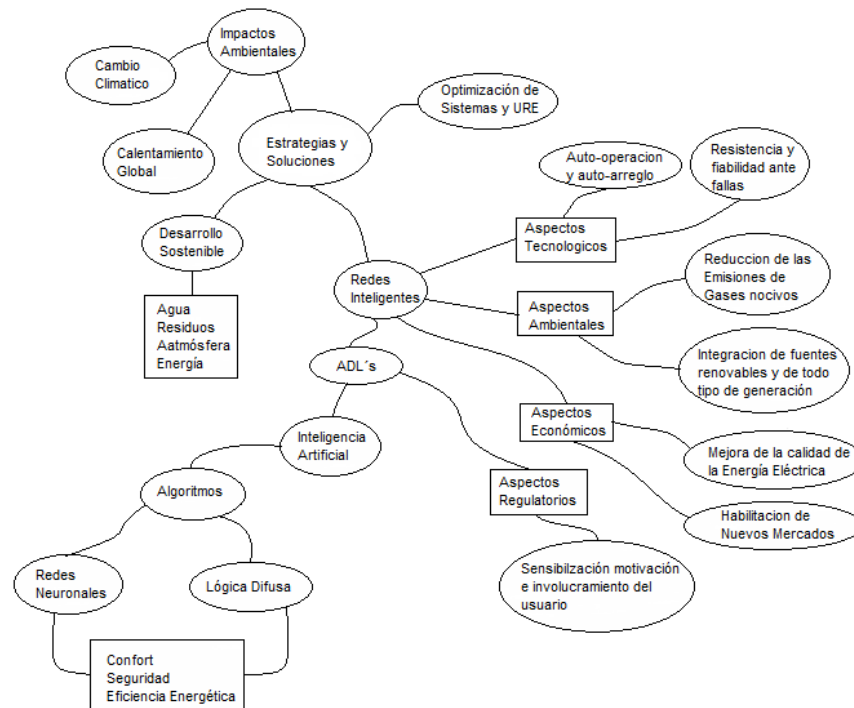 Impactos
Ambientales
Cambio
Climatico
Optimización de
Sistemas y URE
Estrategias y
Soluciones
Calentamiento
Global
Auto-operacion
y auto-arreglo
Resistencia y
fiabilidad ante
fallas
Desarrollo
Sostenible
Aspectos
Tecnologicos
Redes
Inteligentes
Reduccion de las
Emisiones de
Gases nocivos
Agua
Residuos
Aatmósfera
Energía
Aspectos
Ambientales
ADL´s
Integracion de fuentes
renovables y de todo
tipo de generación
Aspectos
Económicos
Inteligencia
Artificial
Mejora de la calidad de
la Energía Eléctrica
Algoritmos
Aspectos
Regulatorios
Habilitacion de
Nuevos Mercados
Redes
Neuronales
Lógica Difusa
Sensibilzación motivación
e involucramiento del
usuario
Confort
Seguridad
Eficiencia Energética